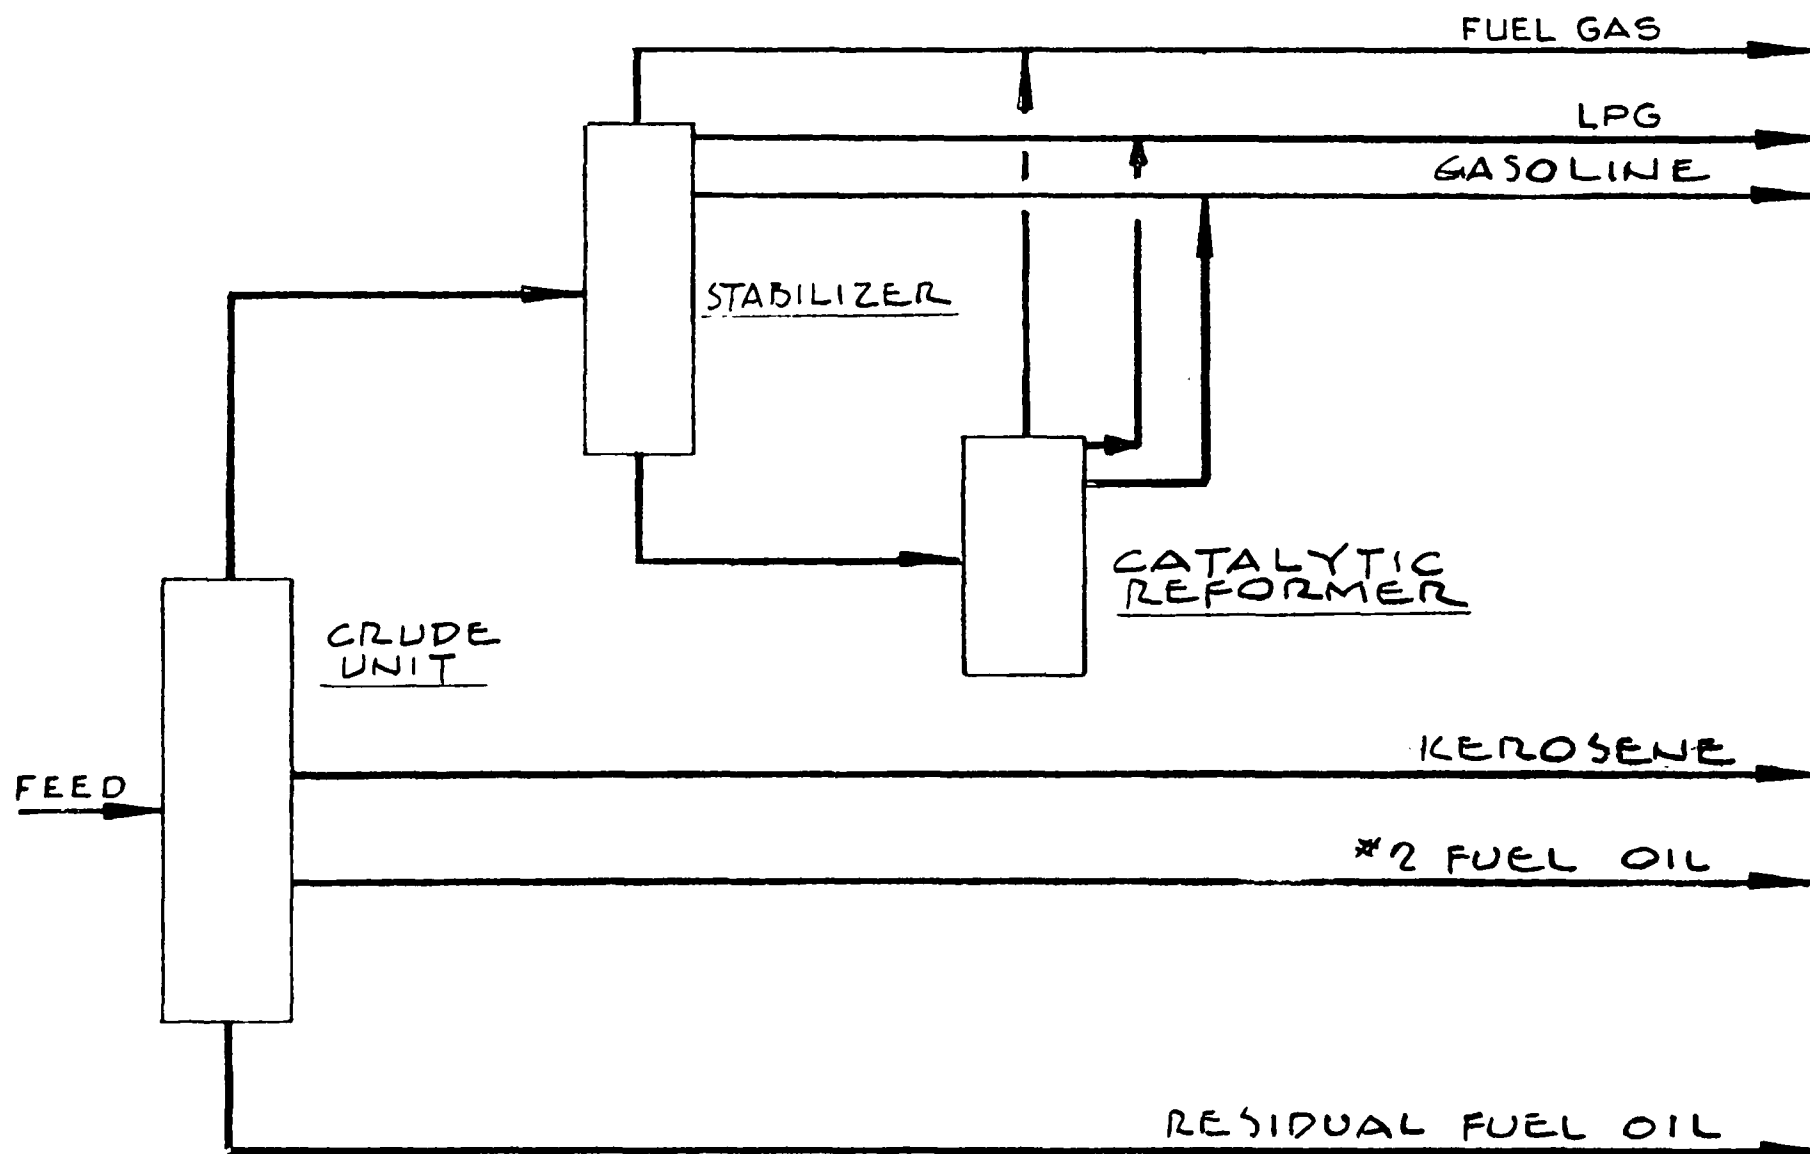 FUEL GAS
LPG
GASOLINE
STABILIZER
CATALYTIC
REFORMER
CRUDE
UNIT
KEROSENE
FEED
#2 FUEL OIL
RESIDUAL FUEL OIL